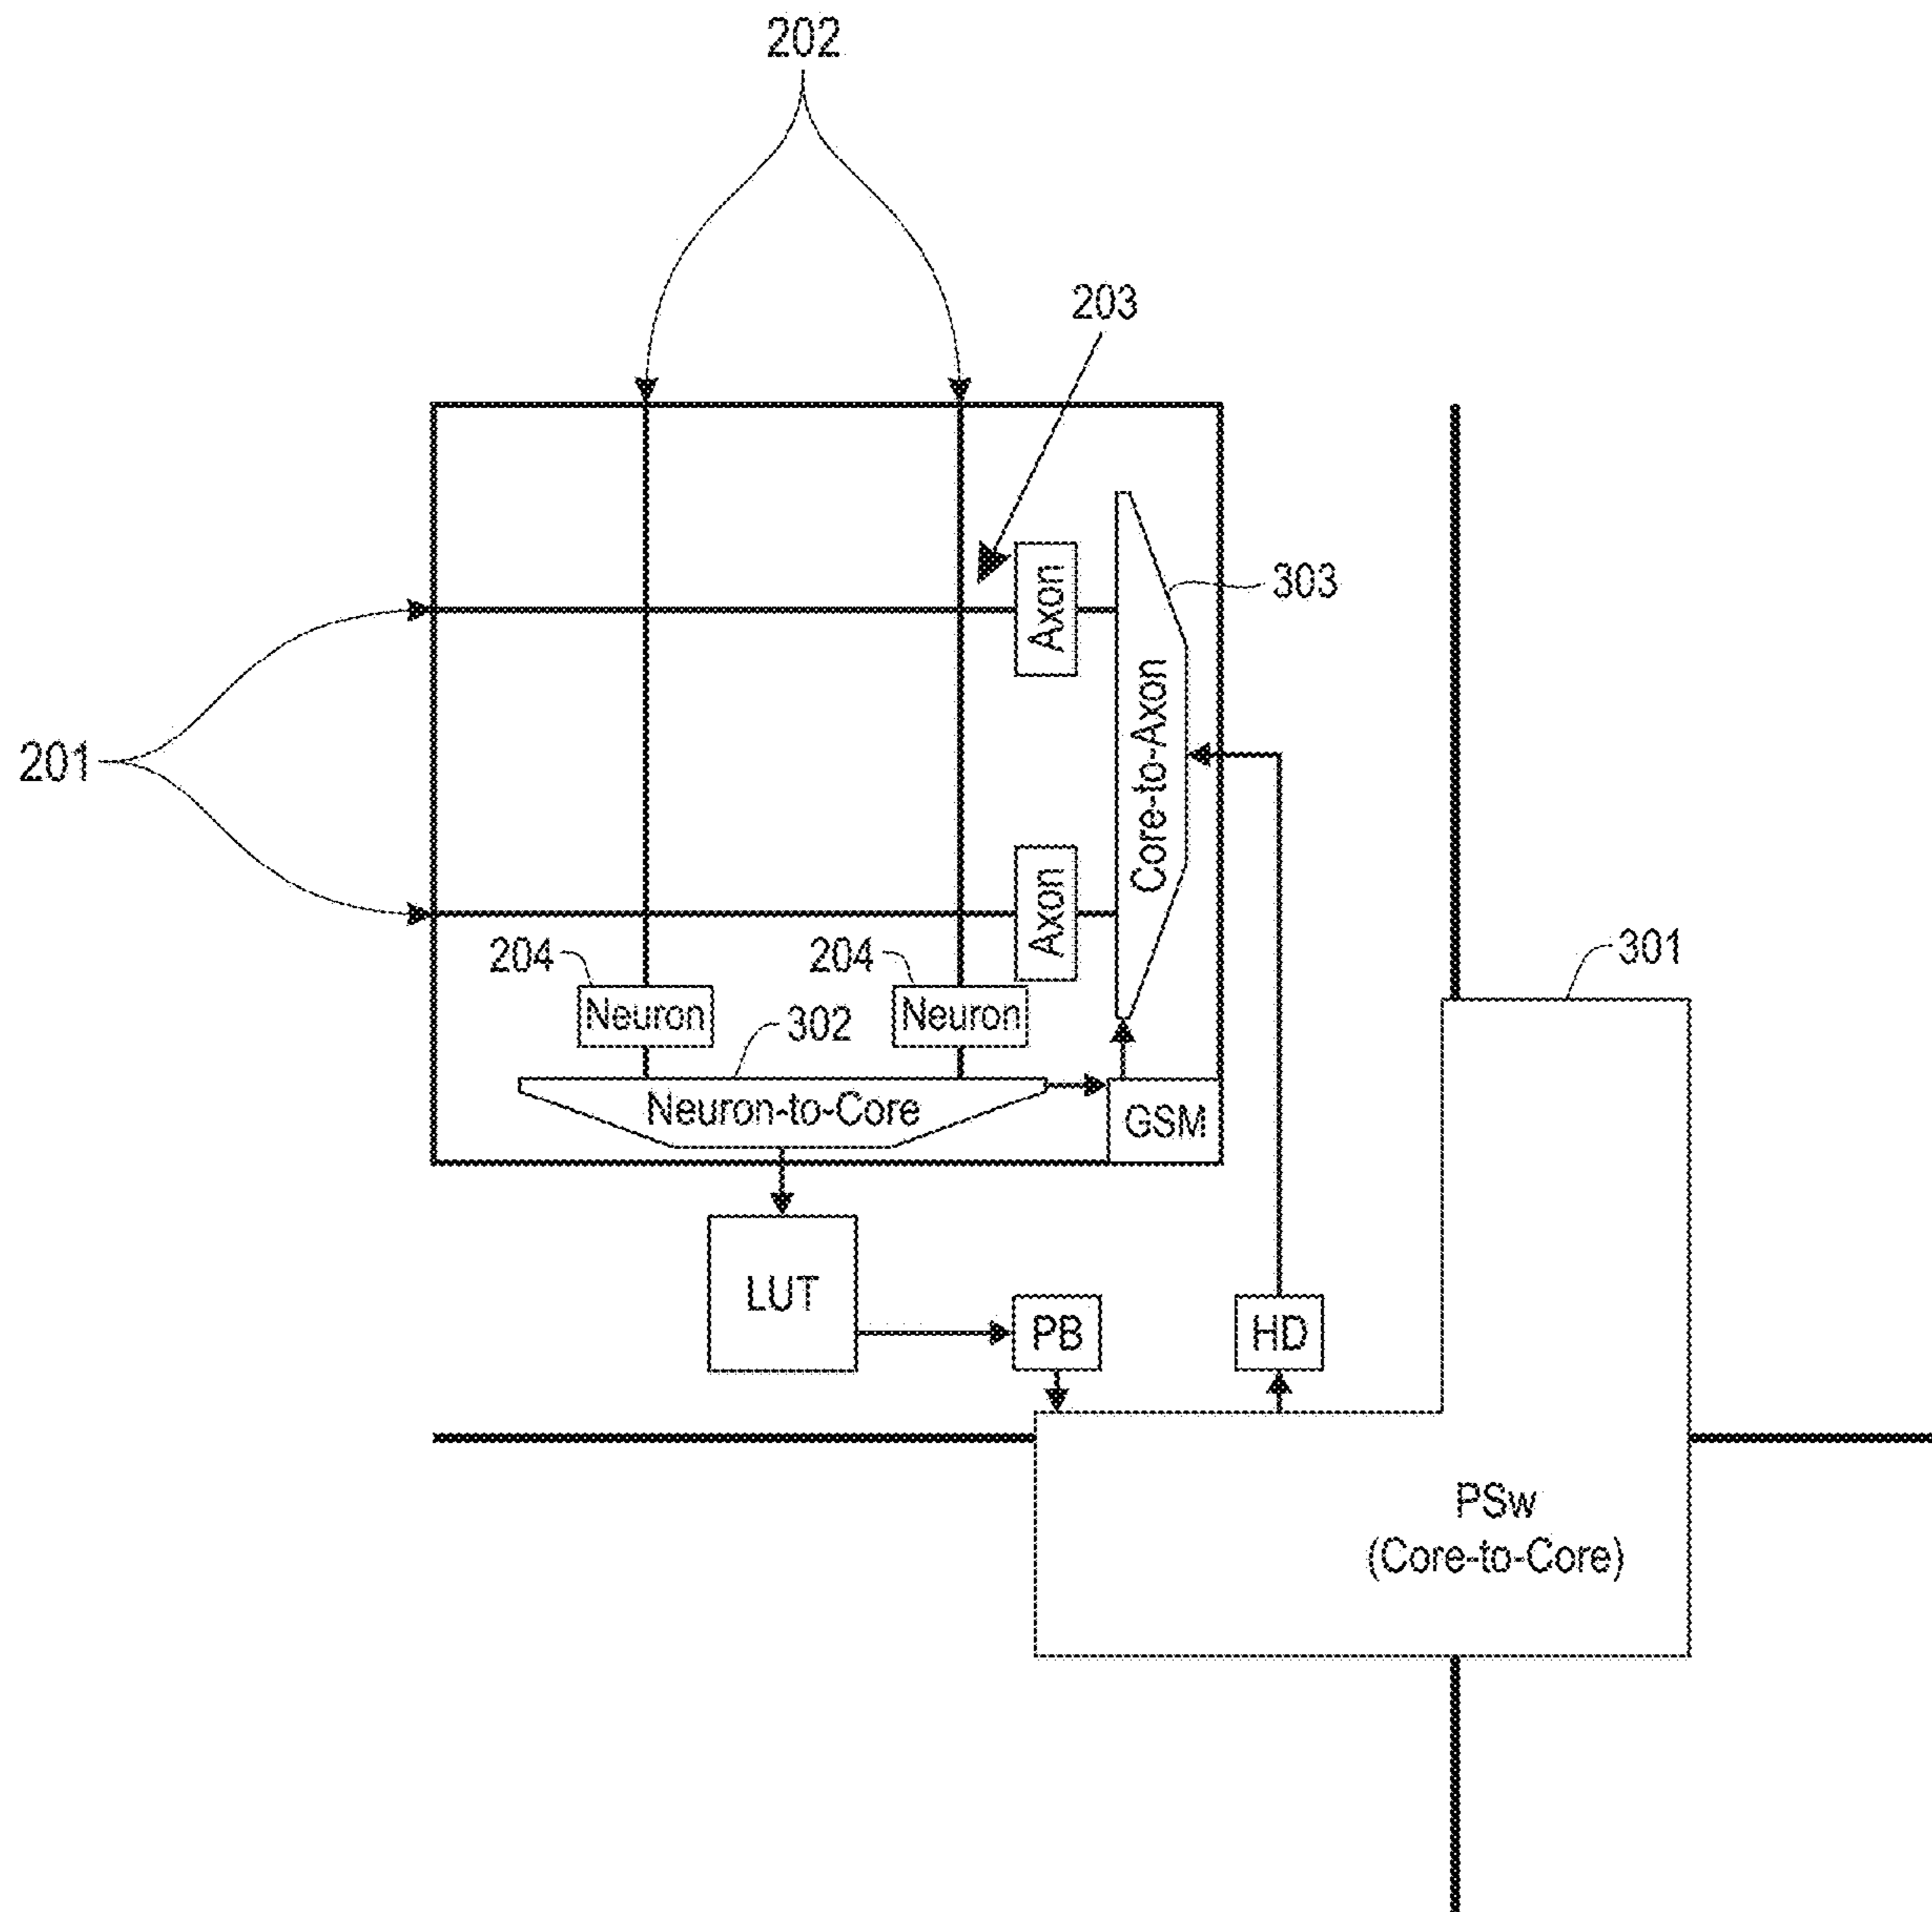 202
203
303
Axon
Core-to-Axon
201
Axon
204
204
301
Neuron
Neuron
302
Neuron-to-Core
GSM
LUT
PB
HD
PSw
(Core-to-Core)